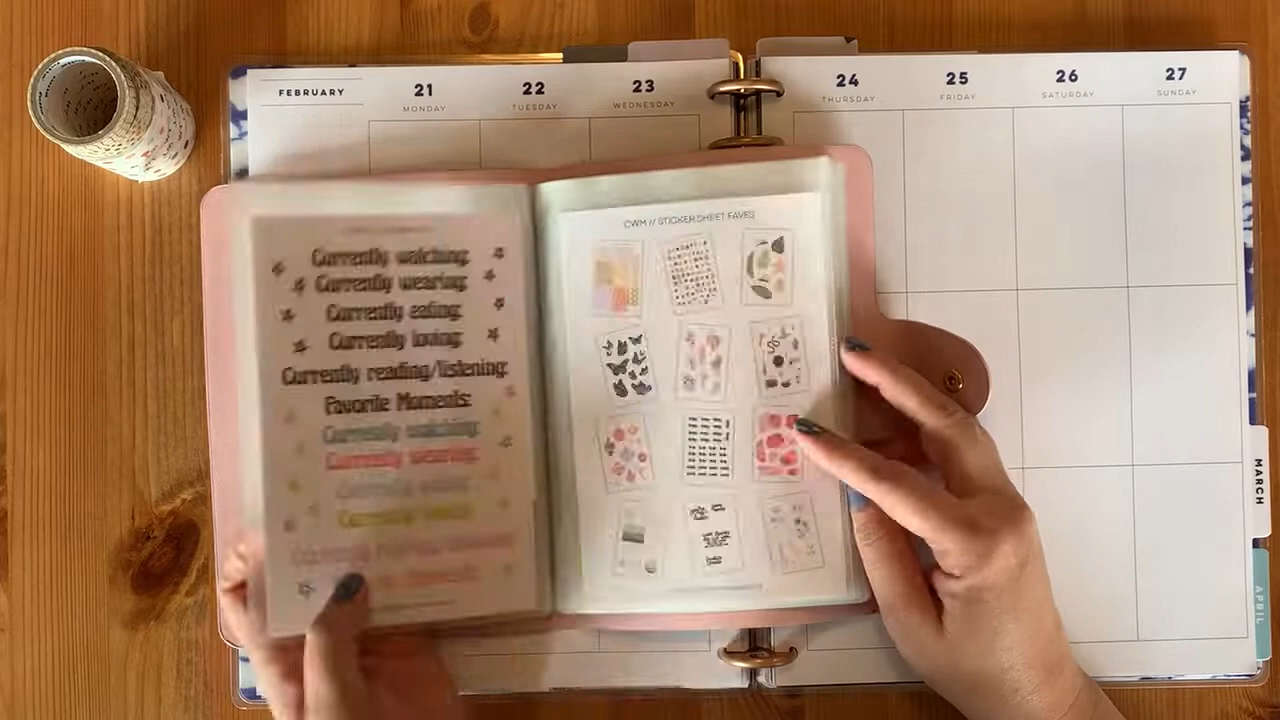 FEBRUARY
21
MONDAY
22
TUESDAY
23
WEDNESDAY
24
THURSDAY
25
FRIDAY
26
SATURDAY
27
SUNDAY
Currently watching:
Currently wearing:
Currently eating:
Currently loving:
Currently reading/listening:
Favorite Moments:
Currently watching:
Currently wearing:
CWM // STICKER SHEET FAVES
MARCH
APRIL